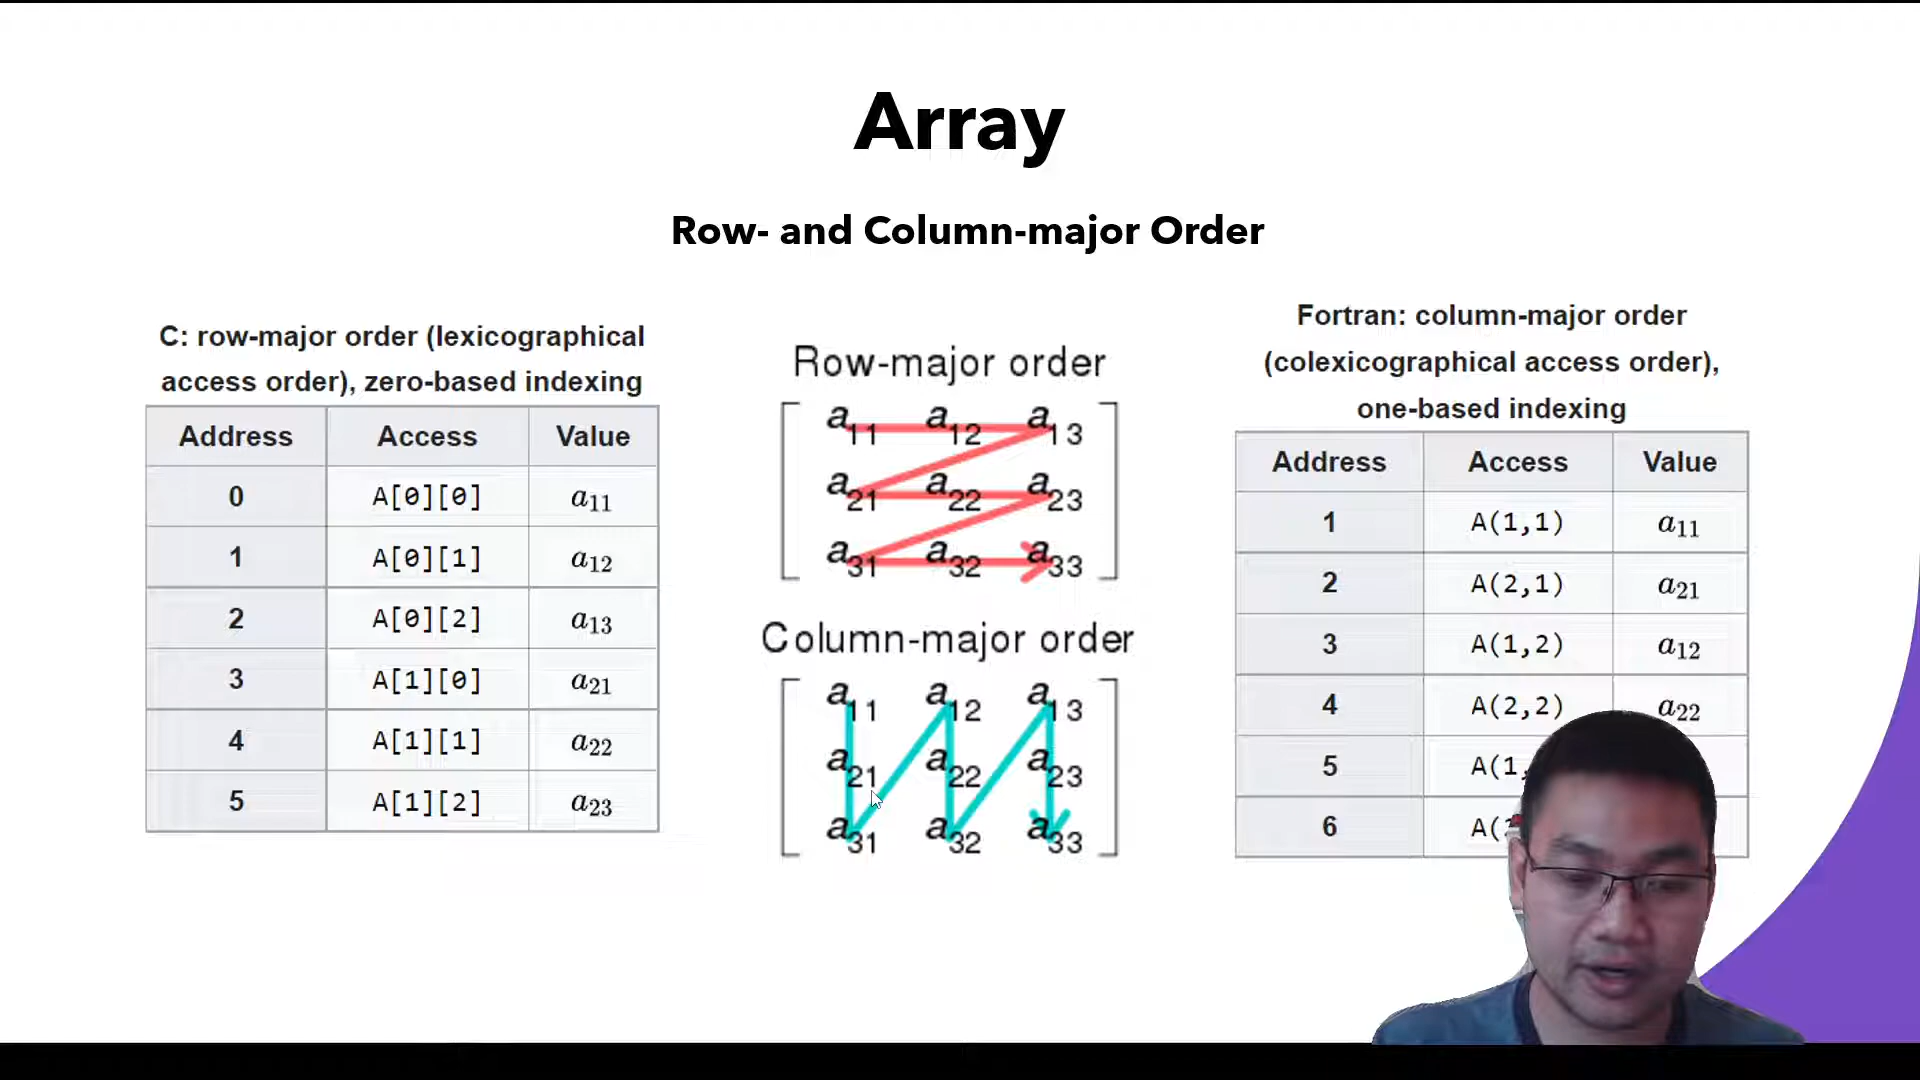 Array
Row- and Column-major Order
C: row-major order (lexicographical
access order), zero-based indexing
Address Access Value
0 A[0][0] a11
1 A[0][1] a12
2 A[0][2] a13
3 A[1][0] a21
4 A[1][1] a22
5 A[1][2] a23
Row-major order
a11 a12 a13
a21 a22 a23
a31 a32 a33
Column-major order
a11 a12 a13
a21 a22 a23
a31 a32 a33
Fortran: column-major order
(colexicographical access order),
one-based indexing
Address Access Value
1 A(1,1) a11
2 A(2,1) a21
3 A(1,2) a12
4 A(2,2) a22
5 A(1,
6